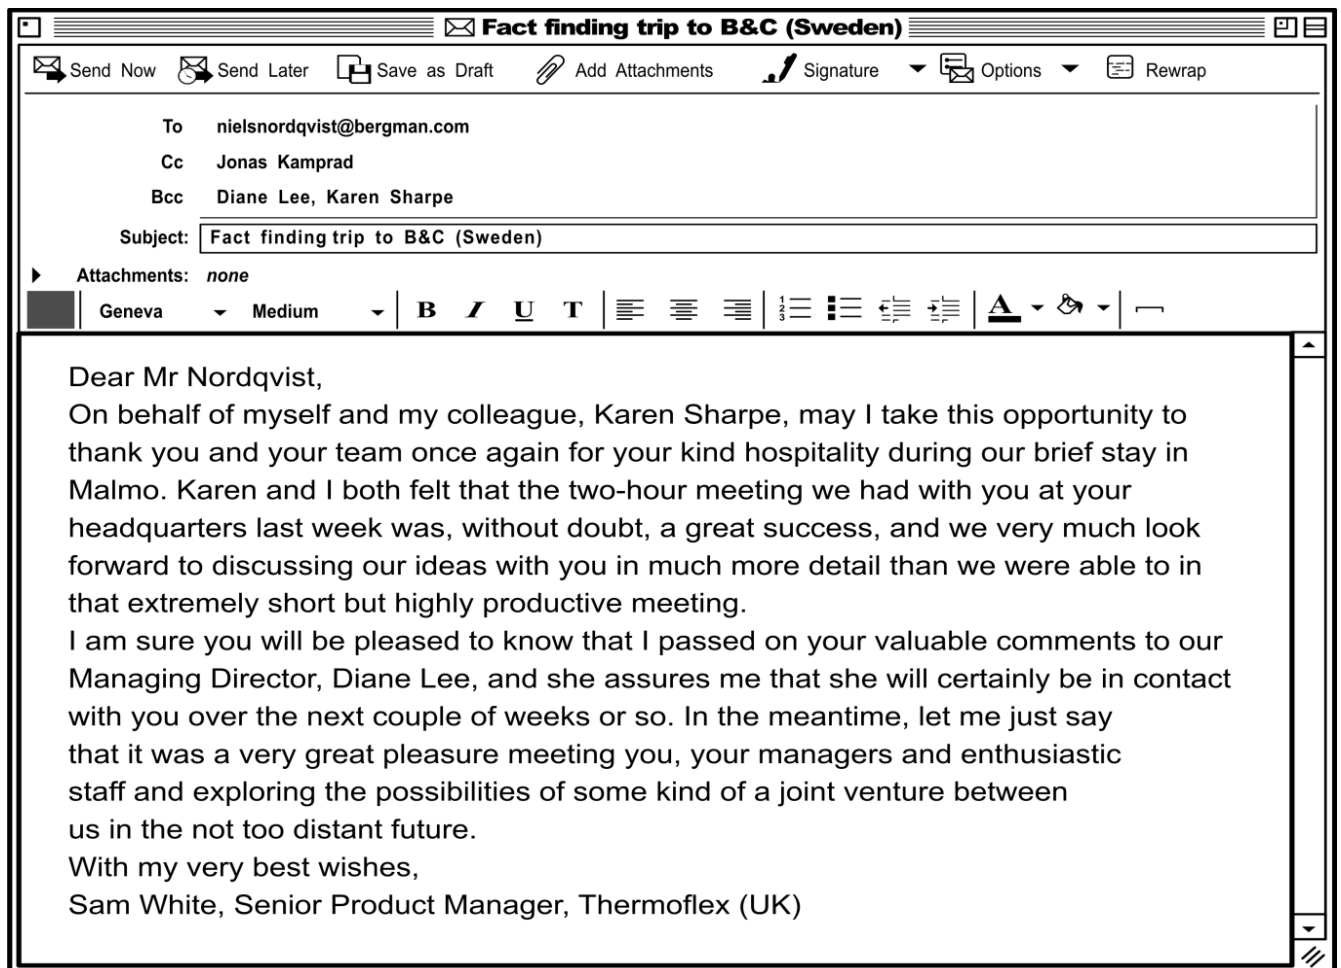 Fact finding trip to B&C (Sweden)
Send Now Send Later Save as Draft Add Attachments Signature Options Rewrap
To nielsnordqvist@bergman.com
Cc Jonas Kamprad
Bcc Diane Lee, Karen Sharpe
Subject: Fact finding trip to B&C (Sweden)
Attachments: none
Geneva Medium B I U T 1 2 3 A
Dear Mr Nordqvist,
On behalf of myself and my colleague, Karen Sharpe, may I take this opportunity to
thank you and your team once again for your kind hospitality during our brief stay in
Malmo. Karen and I both felt that the two-hour meeting we had with you at your
headquarters last week was, without doubt, a great success, and we very much look
forward to discussing our ideas with you in much more detail than we were able to in
that extremely short but highly productive meeting.
I am sure you will be pleased to know that I passed on your valuable comments to our
Managing Director, Diane Lee, and she assures me that she will certainly be in contact
with you over the next couple of weeks or so. In the meantime, let me just say
that it was a very great pleasure meeting you, your managers and enthusiastic
staff and exploring the possibilities of some kind of a joint venture between
us in the not too distant future.
With my very best wishes,
Sam White, Senior Product Manager, Thermoflex (UK)